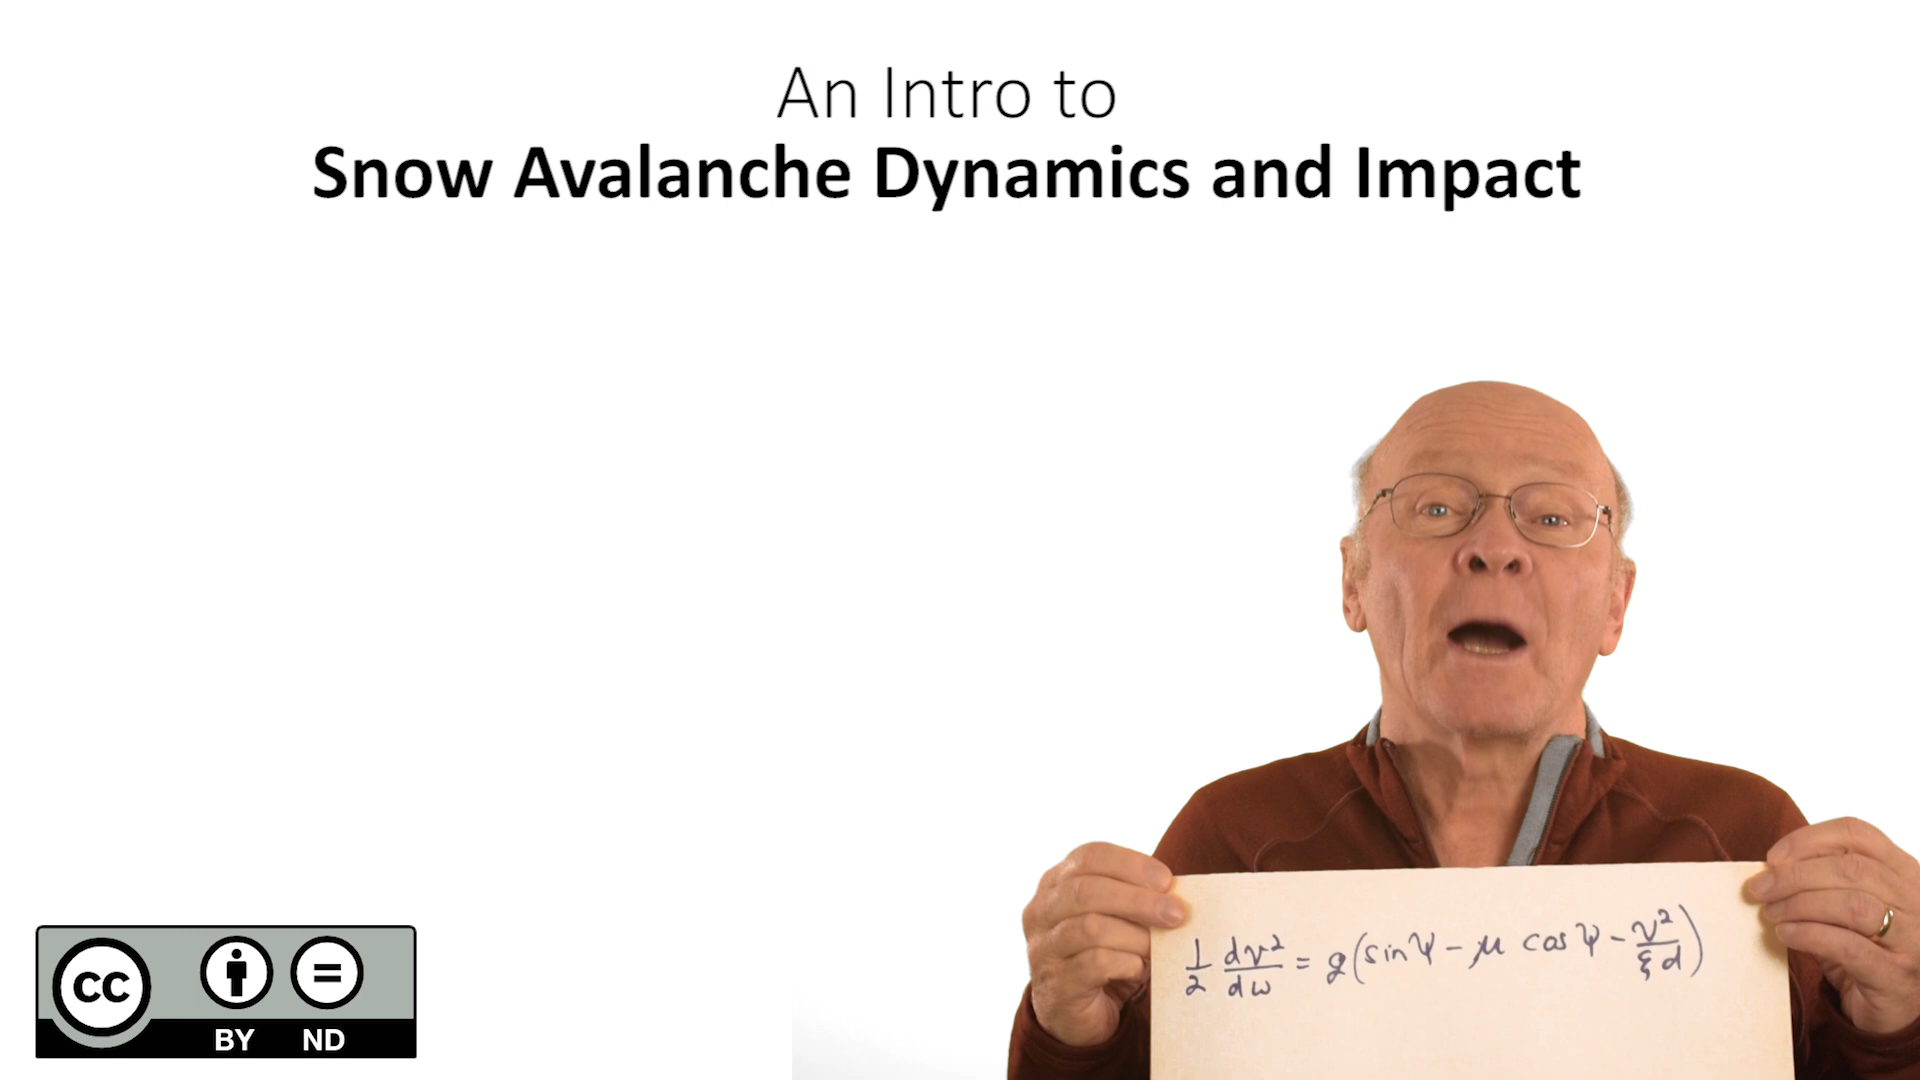 An Intro to
Snow Avalanche Dynamics and Impact
1/2 dv²/dw = g(sin ψ - μ cos ψ - v²/ξd)
cc
BY ND